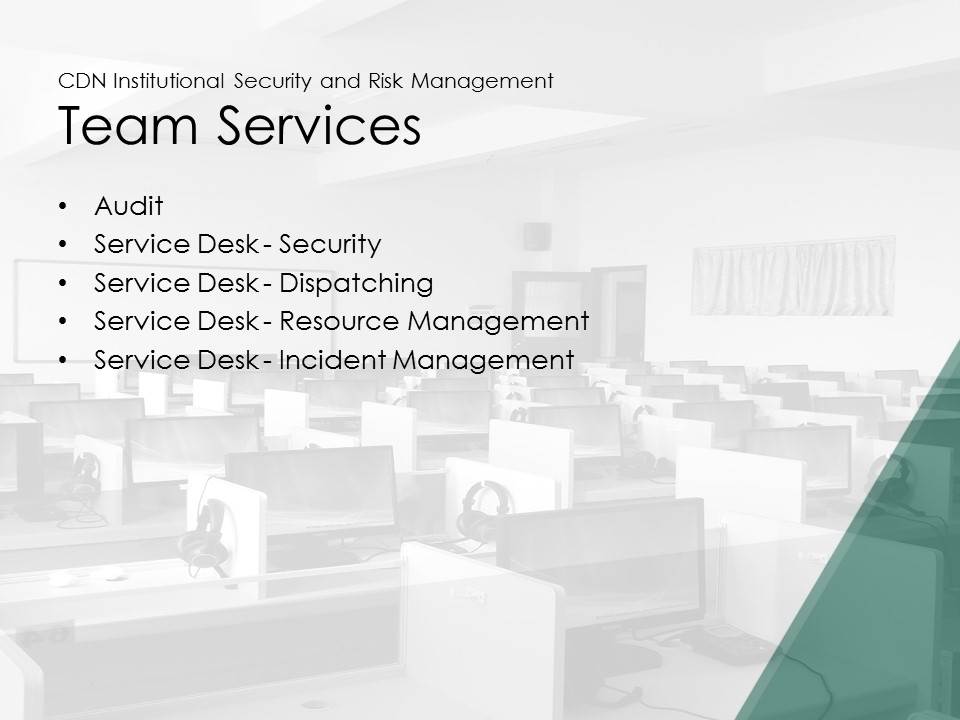 CDN Institutional Security and Risk Management
Team Services
• Audit
• Service Desk - Security
• Service Desk - Dispatching
• Service Desk - Resource Management
• Service Desk - Incident Management